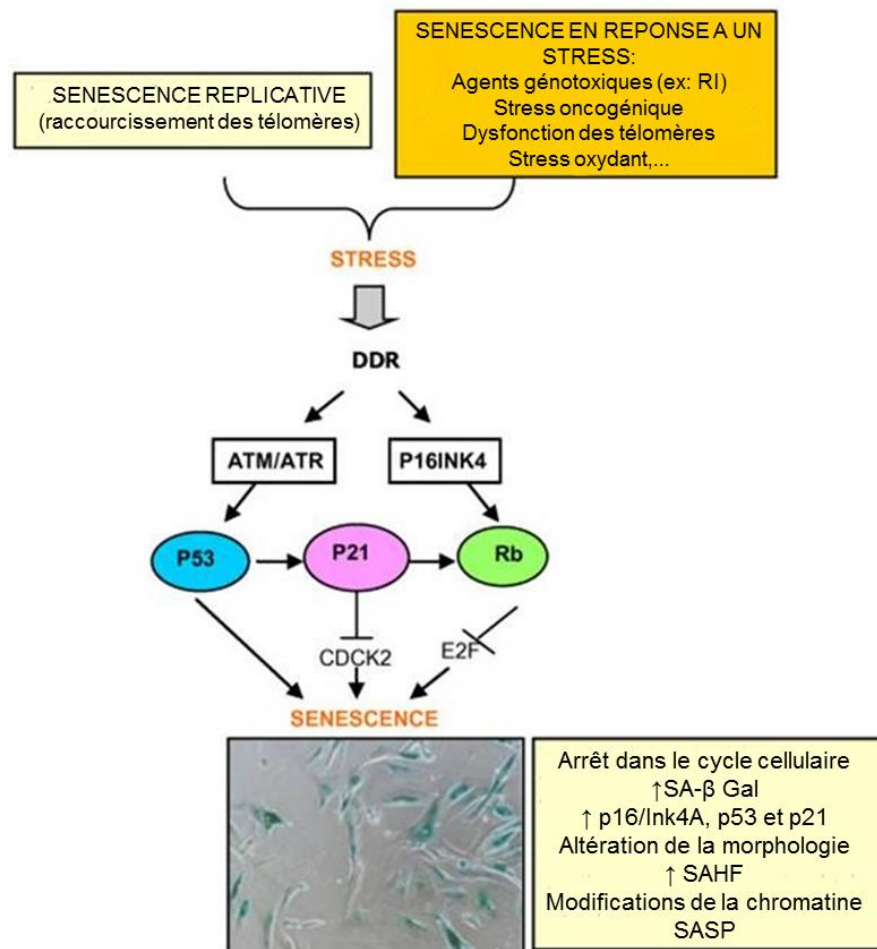 SENESCENCE REPLICATIVE
(raccourcissement des télomères)
SENESCENCE EN REPONSE A UN
STRESS:
Agents génotoxiques (ex: RI)
Stress oncogénique
Dysfonction des télomères
Stress oxydant,...
STRESS
DDR
ATM/ATR
P16INK4
P53
P21
Rb
CDCK2
E2F
SENESCENCE
Arrêt dans le cycle cellulaire
↑SA-β Gal
↑ p16/Ink4A, p53 et p21
Altération de la morphologie
↑ SAHF
Modifications de la chromatine
SASP